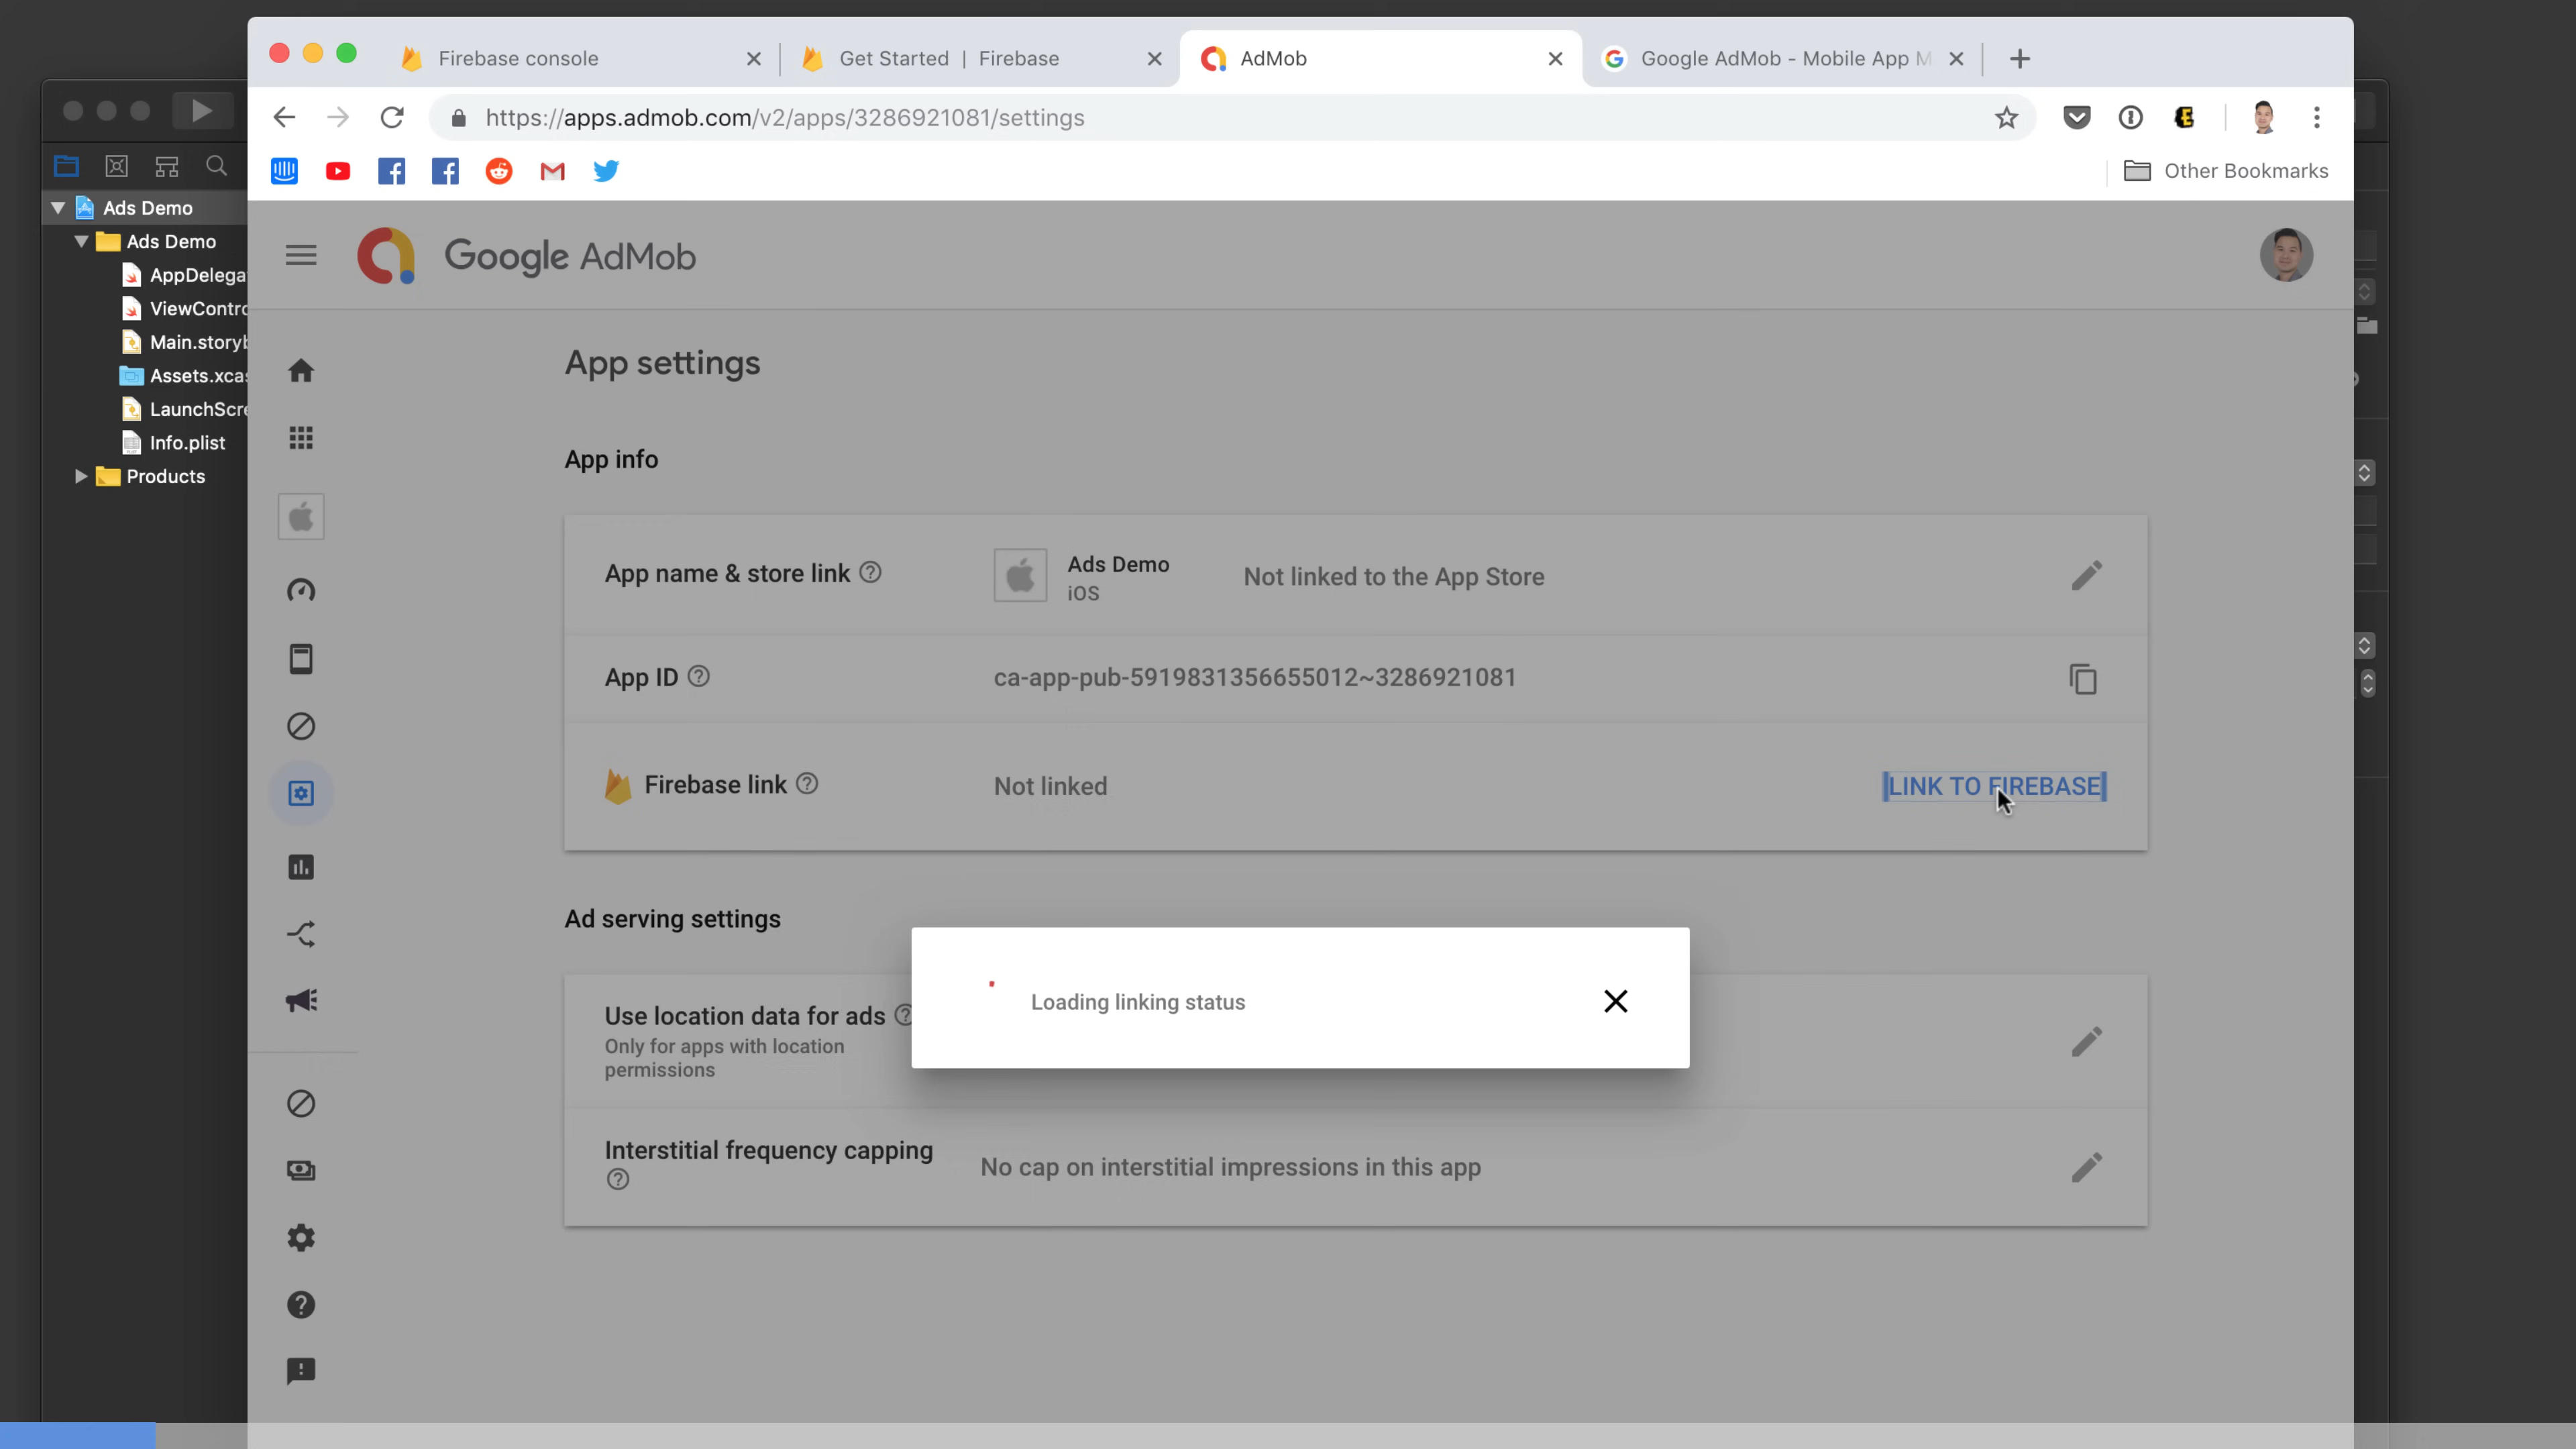 Firebase console
Get Started | Firebase
AdMob
Google AdMob - Mobile App M
https://apps.admob.com/v2/apps/3286921081/settings
Other Bookmarks
Ads Demo
Ads Demo
AppDelega
ViewContro
Main.storyb
Assets.xcas
LaunchScre
Info.plist
Products
Google AdMob
App settings
App info
App name & store link
Ads Demo
iOS
Not linked to the App Store
App ID
ca-app-pub-5919831356655012~3286921081
Firebase link
Not linked
LINK TO FIREBASE
Ad serving settings
Loading linking status
Use location data for ads
Only for apps with location
permissions
Interstitial frequency capping
No cap on interstitial impressions in this app